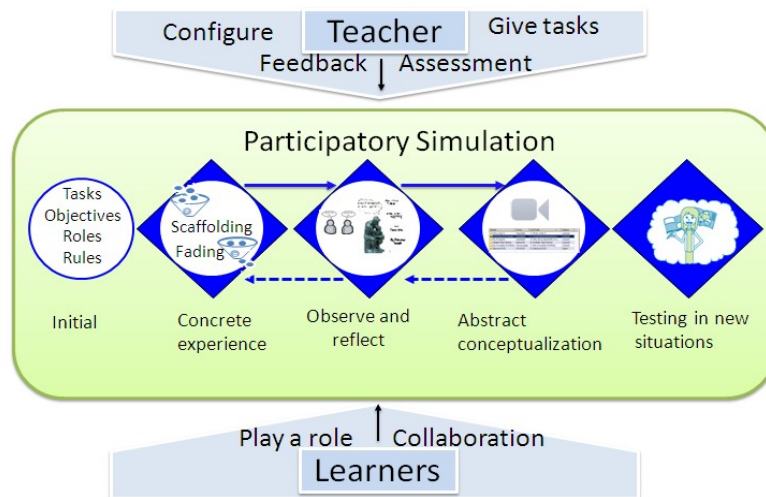 Configure
Teacher
Give tasks
Feedback
Assessment
Participatory Simulation
Tasks
Objectives
Roles
Rules
Scaffolding
Fading
Initial
Concrete
experience
Observe and
reflect
Abstract
conceptualization
Testing in new
situations
Play a role
Collaboration
Learners